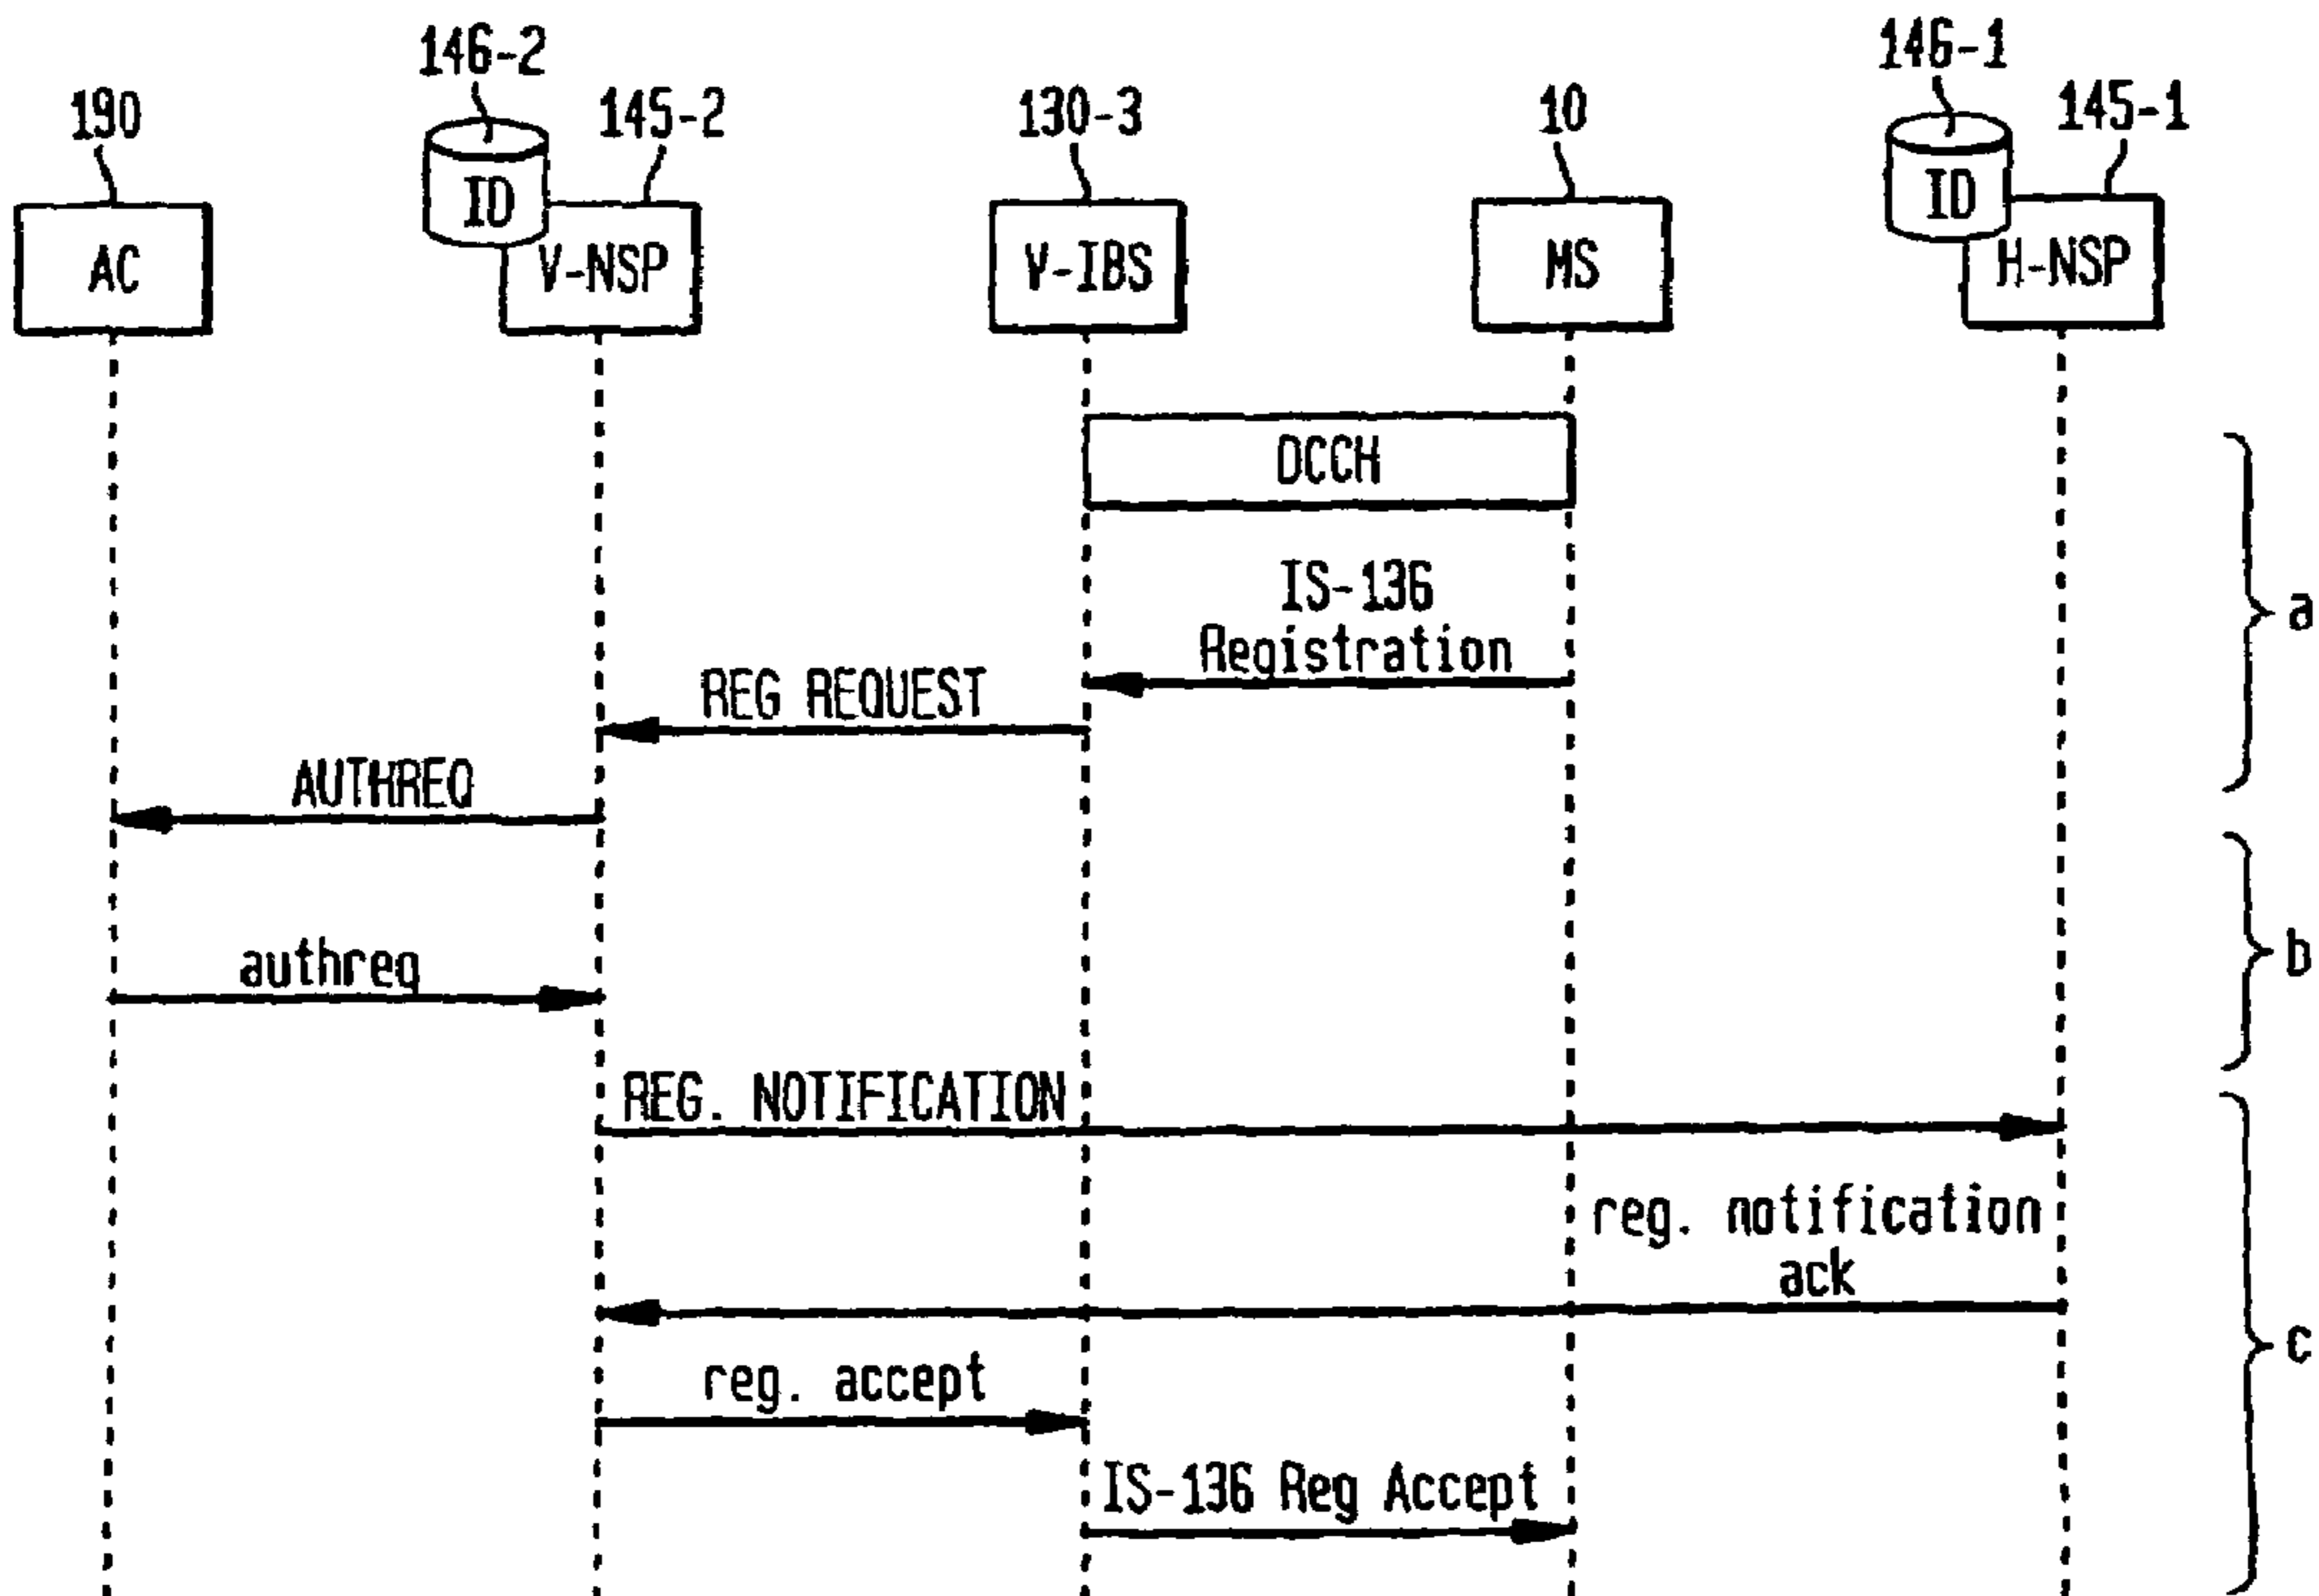 146-2
146-1
190
145-2
130-3
10
145-1
ID
ID
AC
V-NSP
V-IBS
MS
H-NSP
DCCH
a
IS-136
Registration
REG REQUEST
AUTHREQ
b
authreq
REG. NOTIFICATION
reg. notification
ack
c
reg. accept
IS-136 Reg Accept